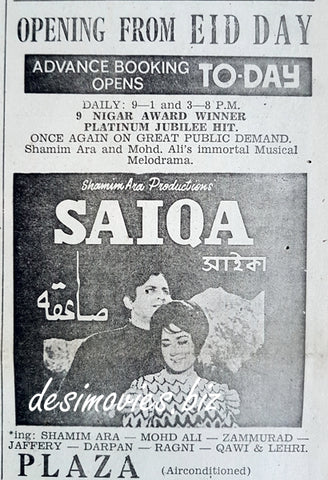 OPENING FROM EID DAY
ADVANCE BOOKING
OPENS
TO-DAY
DAILY: 9—1 and 3—8 P.M.
9 NIGAR AWARD WINNER
PLATINUM JUBILEE HIT.
ONCE AGAIN ON GREAT PUBLIC DEMAND.
Shamim Ara and Mohd. Ali's immortal Musical
Melodrama.
Shamim Ara Productions
SAIQA
সাইকা
صاعقہ
desimovies.biz
*ing: SHAMIM ARA — MOHD ALI — ZAMMURAD —
JAFFERY — DARPAN — RAGNI — QAWI & LEHRI.
PLAZA (Airconditioned)